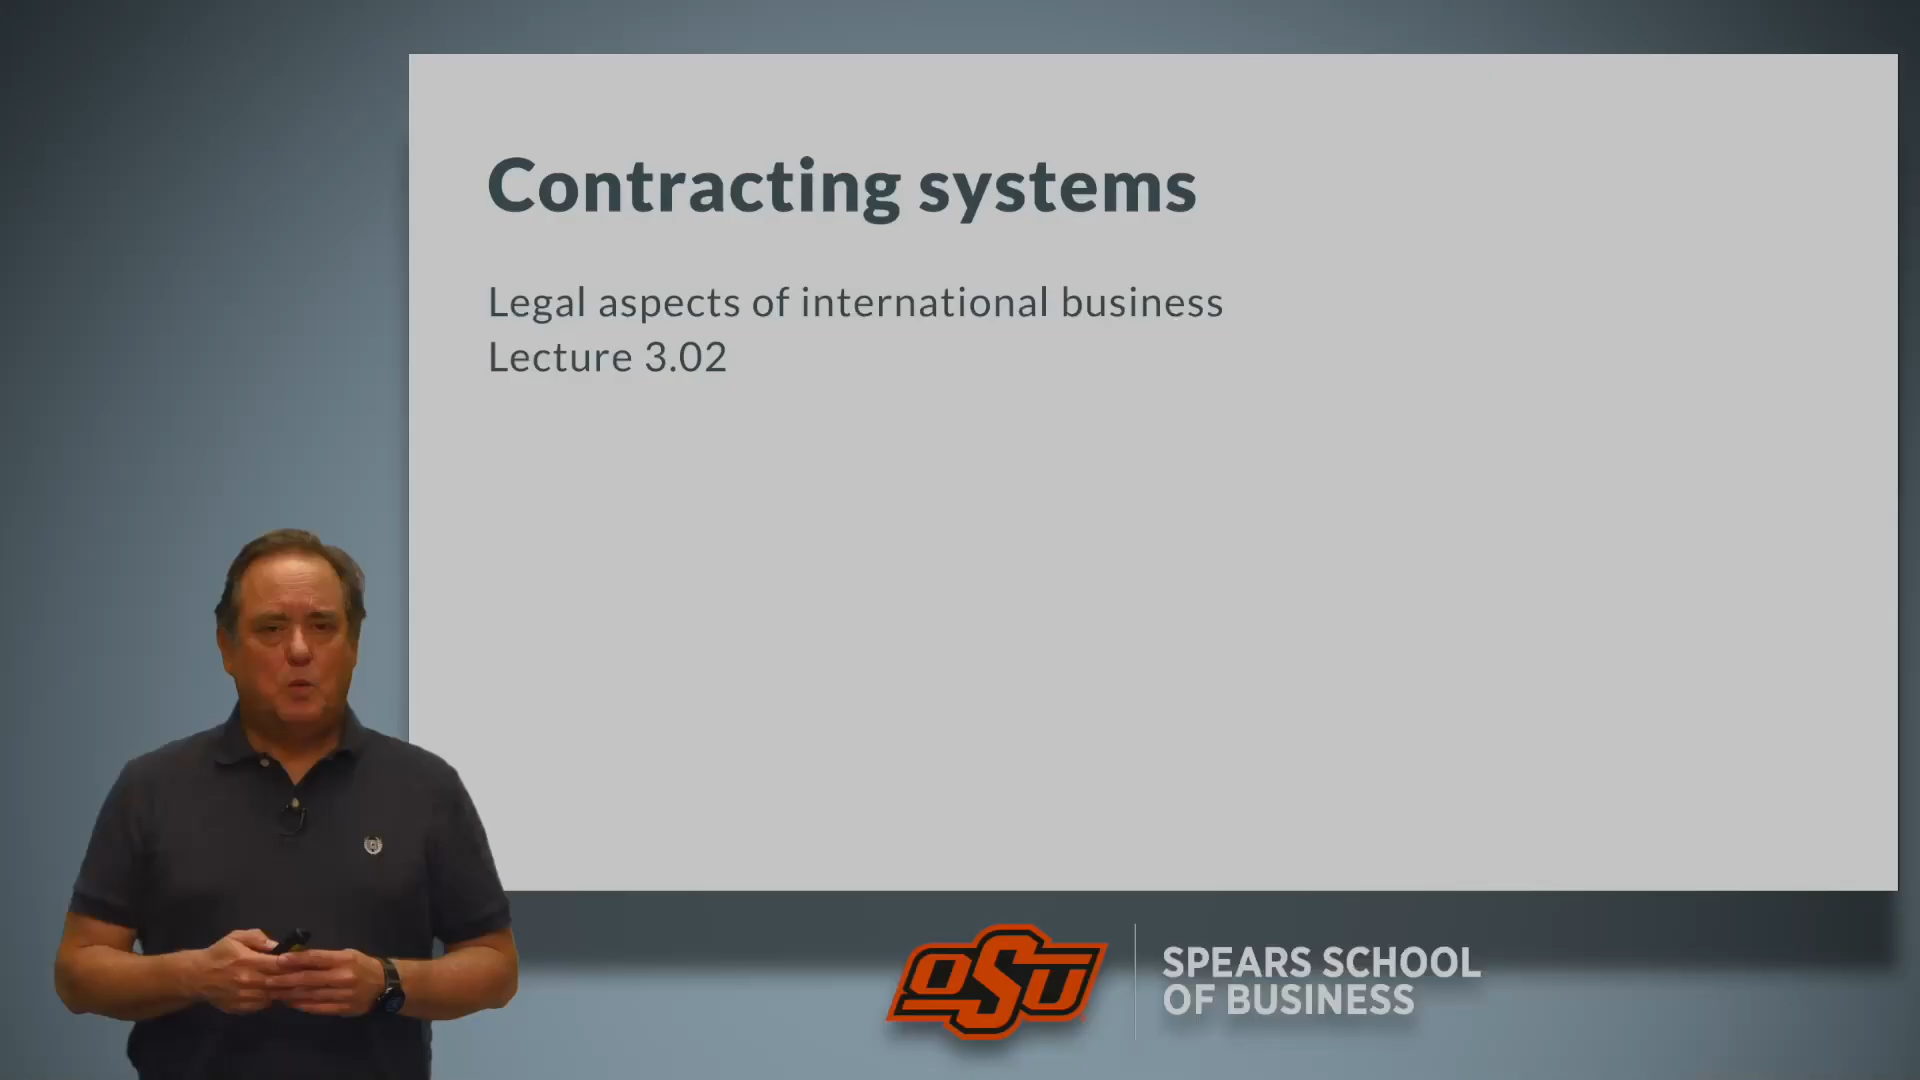 Contracting systems
Legal aspects of international business
Lecture 3.02
OSU
SPEARS SCHOOL
OF BUSINESS